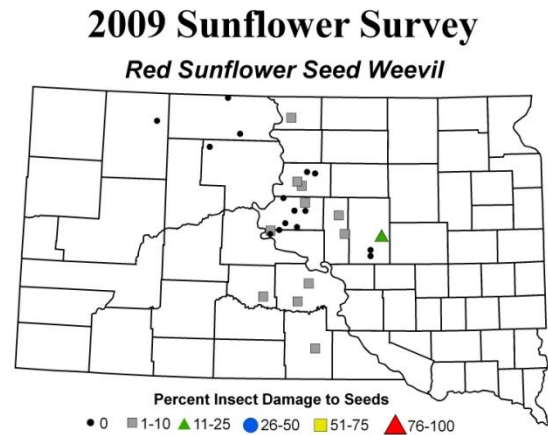 2009 Sunflower Survey
Red Sunflower Seed Weevil
Percent Insect Damage to Seeds
0 1-10 11-25 26-50 51-75 76-100